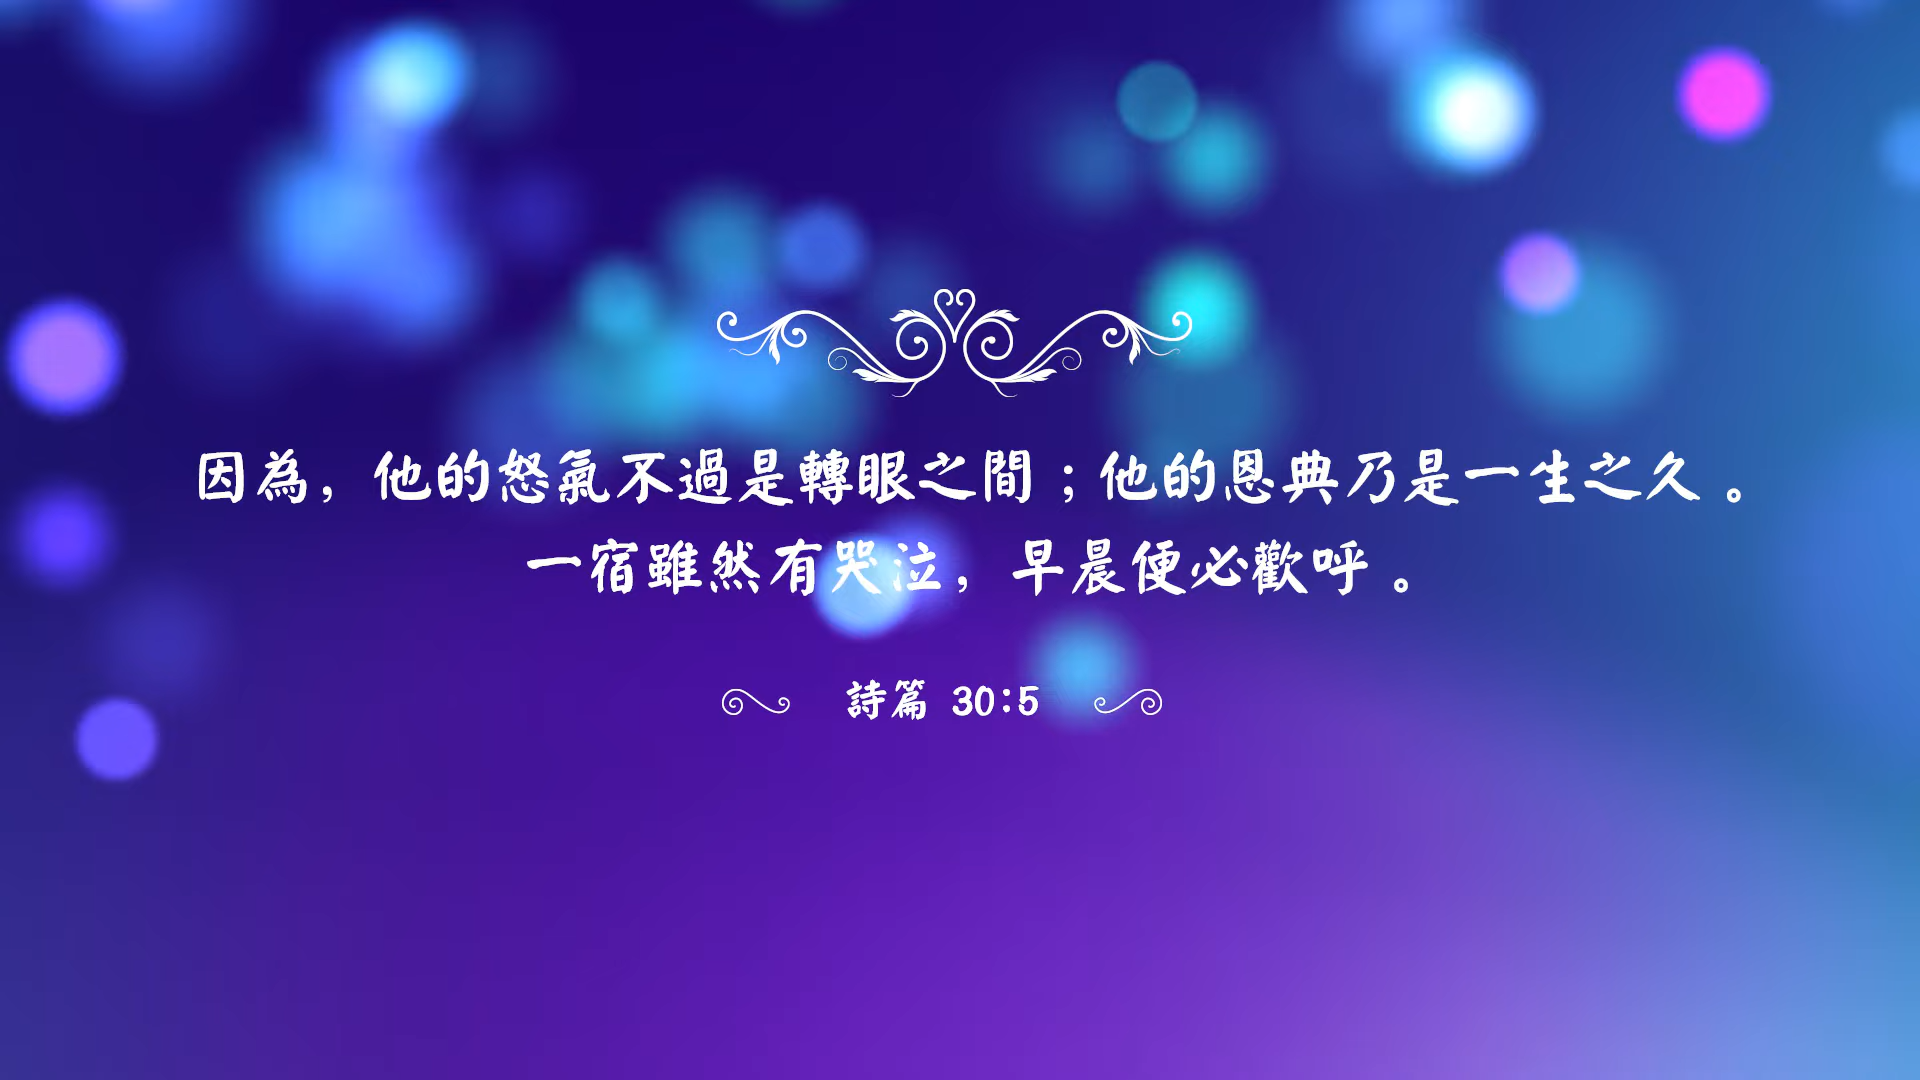 因為，他的怒氣不過是轉眼之間；他的恩典乃是一生之久。
一宿雖然有哭泣，早晨便必歡呼。
詩篇 30:5